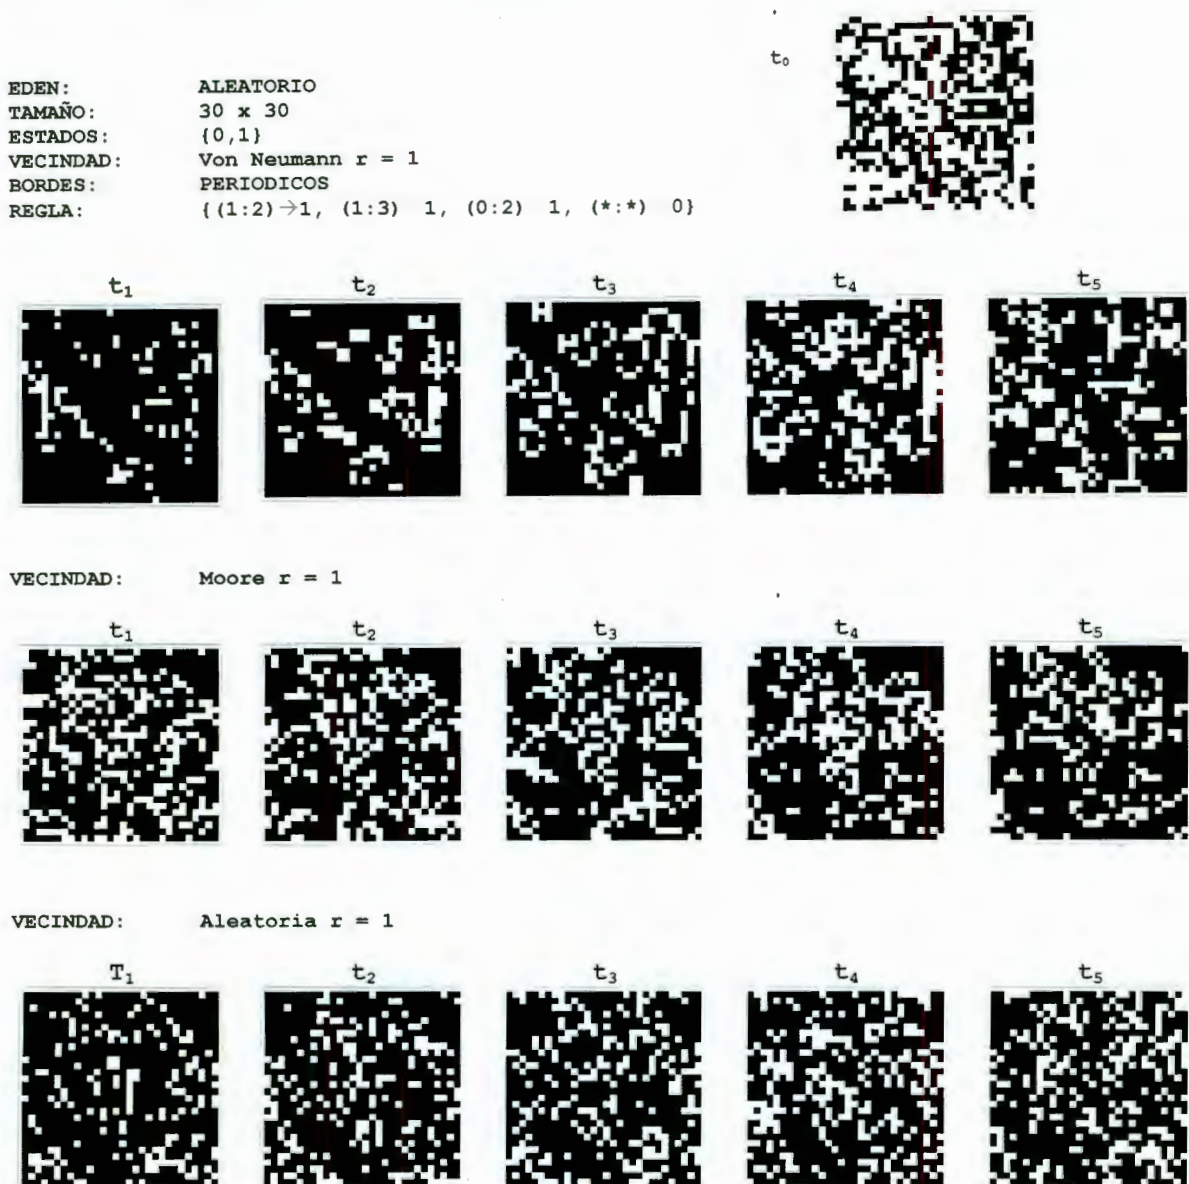 t₀
EDEN: ALEATORIO
TAMAÑO: 30 x 30
ESTADOS: {0,1}
VECINDAD: Von Neumann r = 1
BORDES: PERIODICOS
REGLA: {(1:2)→1, (1:3) 1, (0:2) 1, (*:*) 0}
t₁ t₂ t₃ t₄ t₅
VECINDAD: Moore r = 1
t₁ t₂ t₃ t₄ t₅
VECINDAD: Aleatoria r = 1
T₁ t₂ t₃ t₄ t₅